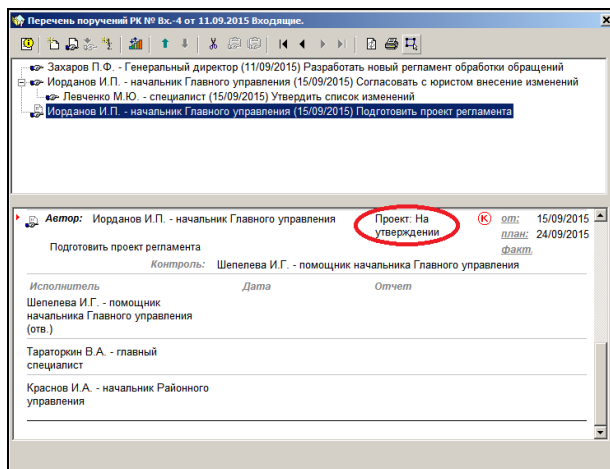 Перечень поручений РК № Вх.-4 от 11.09.2015 Входящие.
Захаров П.Ф. - Генеральный директор (11/09/2015) Разработать новый регламент обработки обращений
Иорданов И.П. - начальник Главного управления (15/09/2015) Согласовать с юристом внесение изменений
Левченко М.Ю. - специалист (15/09/2015) Утвердить список изменений
Иорданов И.П. - начальник Главного управления (15/09/2015) Подготовить проект регламента
Автор: Иорданов И.П. - начальник Главного управления Проект: На утверждении К от: 15/09/2015
план: 24/09/2015
Подготовить проект регламента факт.
Контроль: Шепелева И.Г. - помощник начальника Главного управления
Исполнитель Дата Отчет
Шепелева И.Г. - помощник
начальника Главного управления
(отв.)
Тараторкин В.А. - главный
специалист
Краснов И.А. - начальник Районного
управления